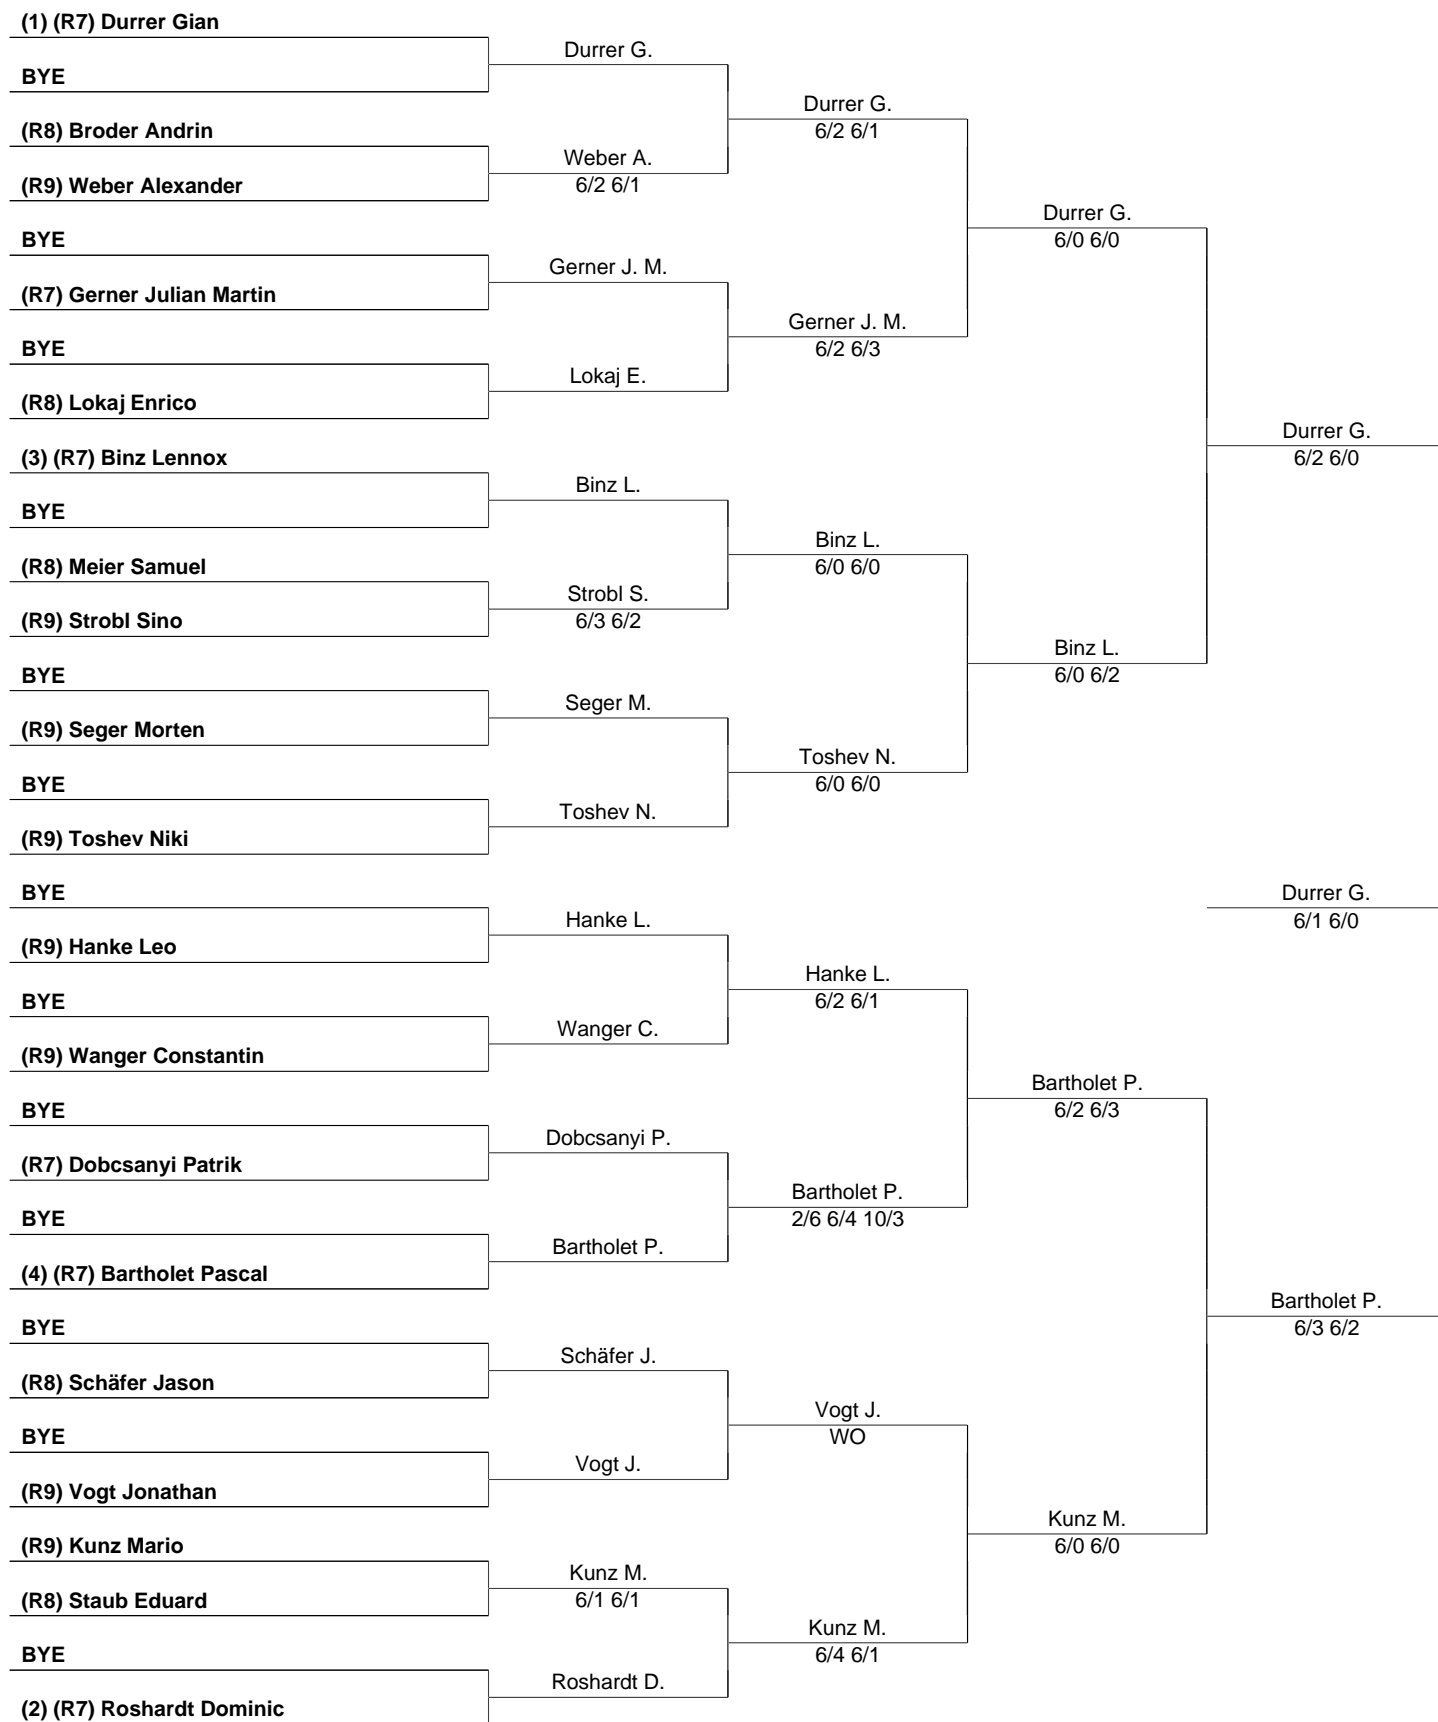 (1) (R7) Durrer Gian
BYE
(R8) Broder Andrin
(R9) Weber Alexander
BYE
(R7) Gerner Julian Martin
BYE
(R8) Lokaj Enrico
(3) (R7) Binz Lennox
BYE
(R8) Meier Samuel
(R9) Strobl Sino
BYE
(R9) Seger Morten
BYE
(R9) Toshev Niki
BYE
(R9) Hanke Leo
BYE
(R9) Wanger Constantin
BYE
(R7) Dobcsanyi Patrik
BYE
(4) (R7) Bartholet Pascal
BYE
(R8) Schäfer Jason
BYE
(R9) Vogt Jonathan
(R9) Kunz Mario
(R8) Staub Eduard
BYE
(2) (R7) Roshardt Dominic
Durrer G.
Weber A.
6/2 6/1
Gerner J. M.
Lokaj E.
Binz L.
Strobl S.
6/3 6/2
Seger M.
Toshev N.
Hanke L.
Wanger C.
Dobcsanyi P.
Bartholet P.
Schäfer J.
Vogt J.
Kunz M.
6/1 6/1
Roshardt D.
Durrer G.
6/2 6/1
Gerner J. M.
6/2 6/3
Binz L.
6/0 6/0
Toshev N.
6/0 6/0
Hanke L.
6/2 6/1
Bartholet P.
2/6 6/4 10/3
Vogt J.
WO
Kunz M.
6/4 6/1
Durrer G.
6/0 6/0
Binz L.
6/0 6/2
Bartholet P.
6/2 6/3
Kunz M.
6/0 6/0
Durrer G.
6/2 6/0
Durrer G.
6/1 6/0
Bartholet P.
6/3 6/2